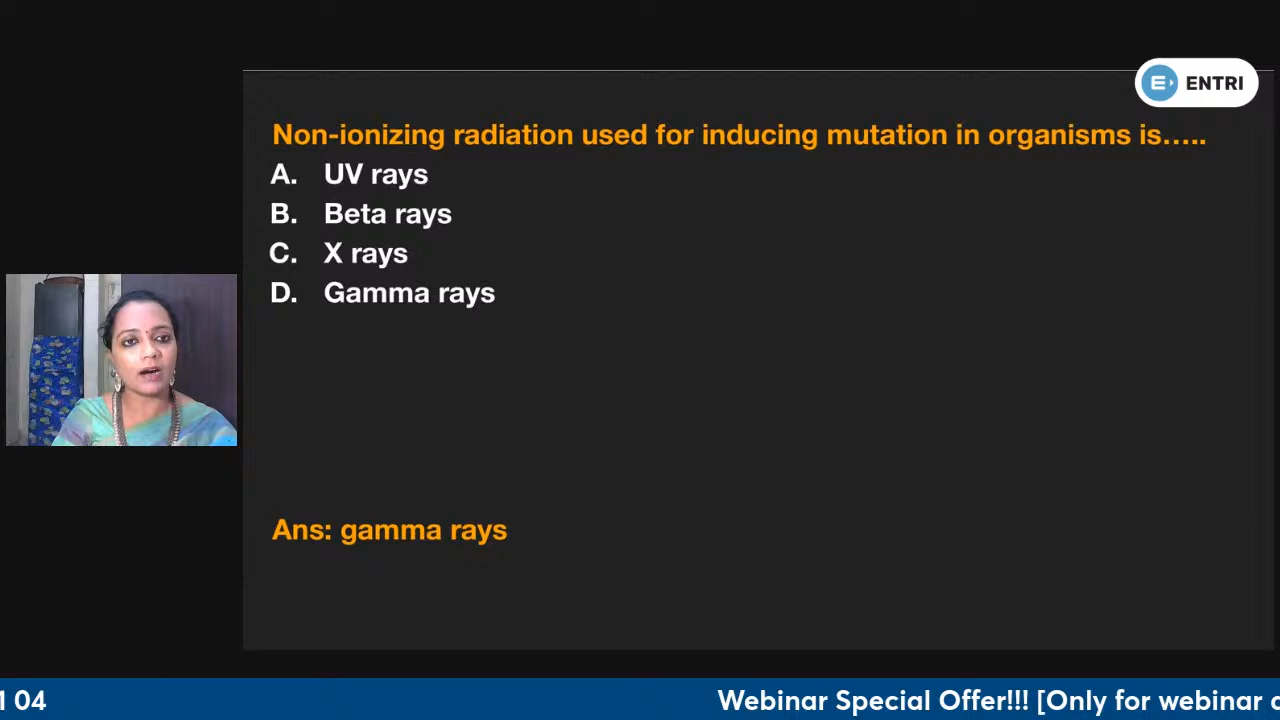 ENTRI
Non-ionizing radiation used for inducing mutation in organisms is…..
A. UV rays
B. Beta rays
C. X rays
D. Gamma rays
Ans: gamma rays
04
Webinar Special Offer!!! [Only for webinar